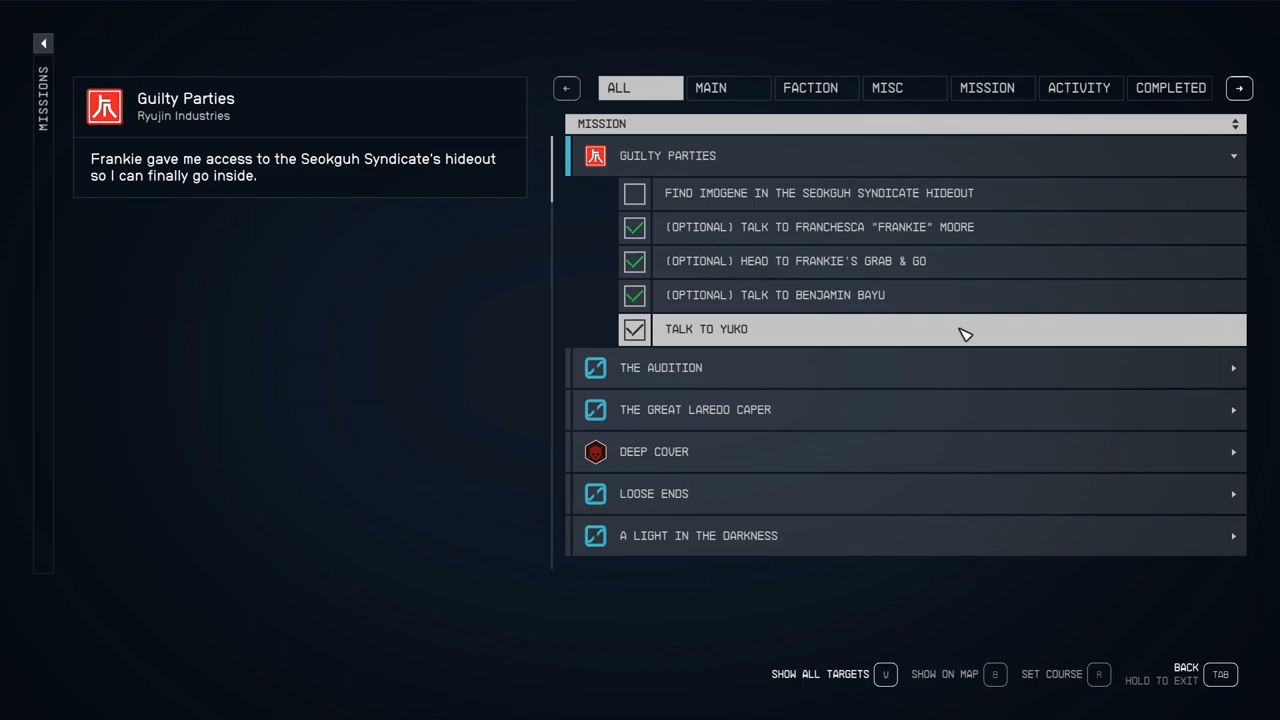 MISSIONS
Guilty Parties
Ryujin Industries
Frankie gave me access to the Seokguh Syndicate's hideout
so I can finally go inside.
ALL
MAIN
FACTION
MISC
MISSION
ACTIVITY
COMPLETED
MISSION
GUILTY PARTIES
FIND IMOGENE IN THE SEOKGUH SYNDICATE HIDEOUT
(OPTIONAL) TALK TO FRANCHESCA "FRANKIE" MOORE
(OPTIONAL) HEAD TO FRANKIE'S GRAB & GO
(OPTIONAL) TALK TO BENJAMIN BAYU
TALK TO YUKO
THE AUDITION
THE GREAT LAREDO CAPER
DEEP COVER
LOOSE ENDS
A LIGHT IN THE DARKNESS
SHOW ALL TARGETS V
SHOW ON MAP B
SET COURSE R
BACK
HOLD TO EXIT
TAB